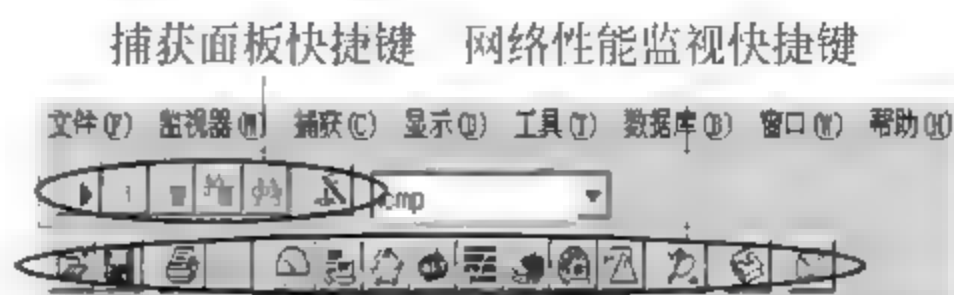 捕获面板快捷键 网络性能监视快捷键
文件(F) 监视器(M) 捕获(C) 显示(D) 工具(T) 数据库(B) 窗口(W) 帮助(H)